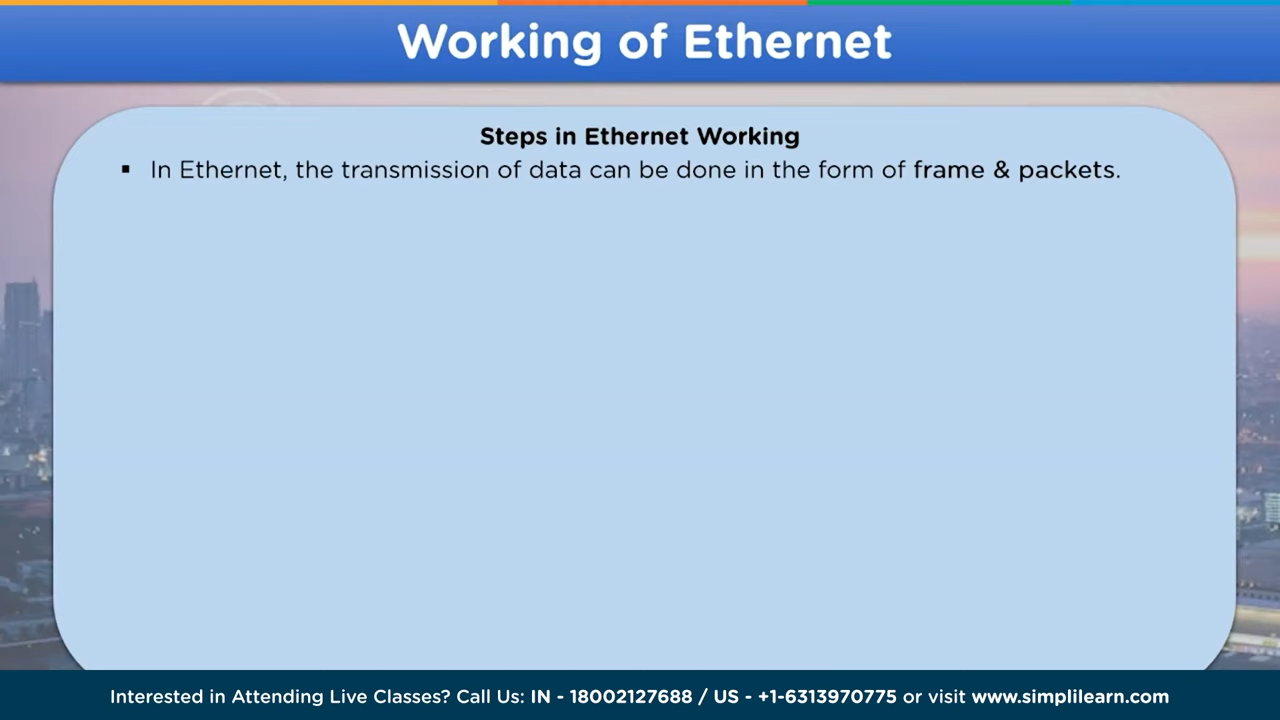 Working of Ethernet
Steps in Ethernet Working
▪ In Ethernet, the transmission of data can be done in the form of frame & packets.
Interested in Attending Live Classes? Call Us: IN - 18002127688 / US - +1-6313970775 or visit www.simplilearn.com